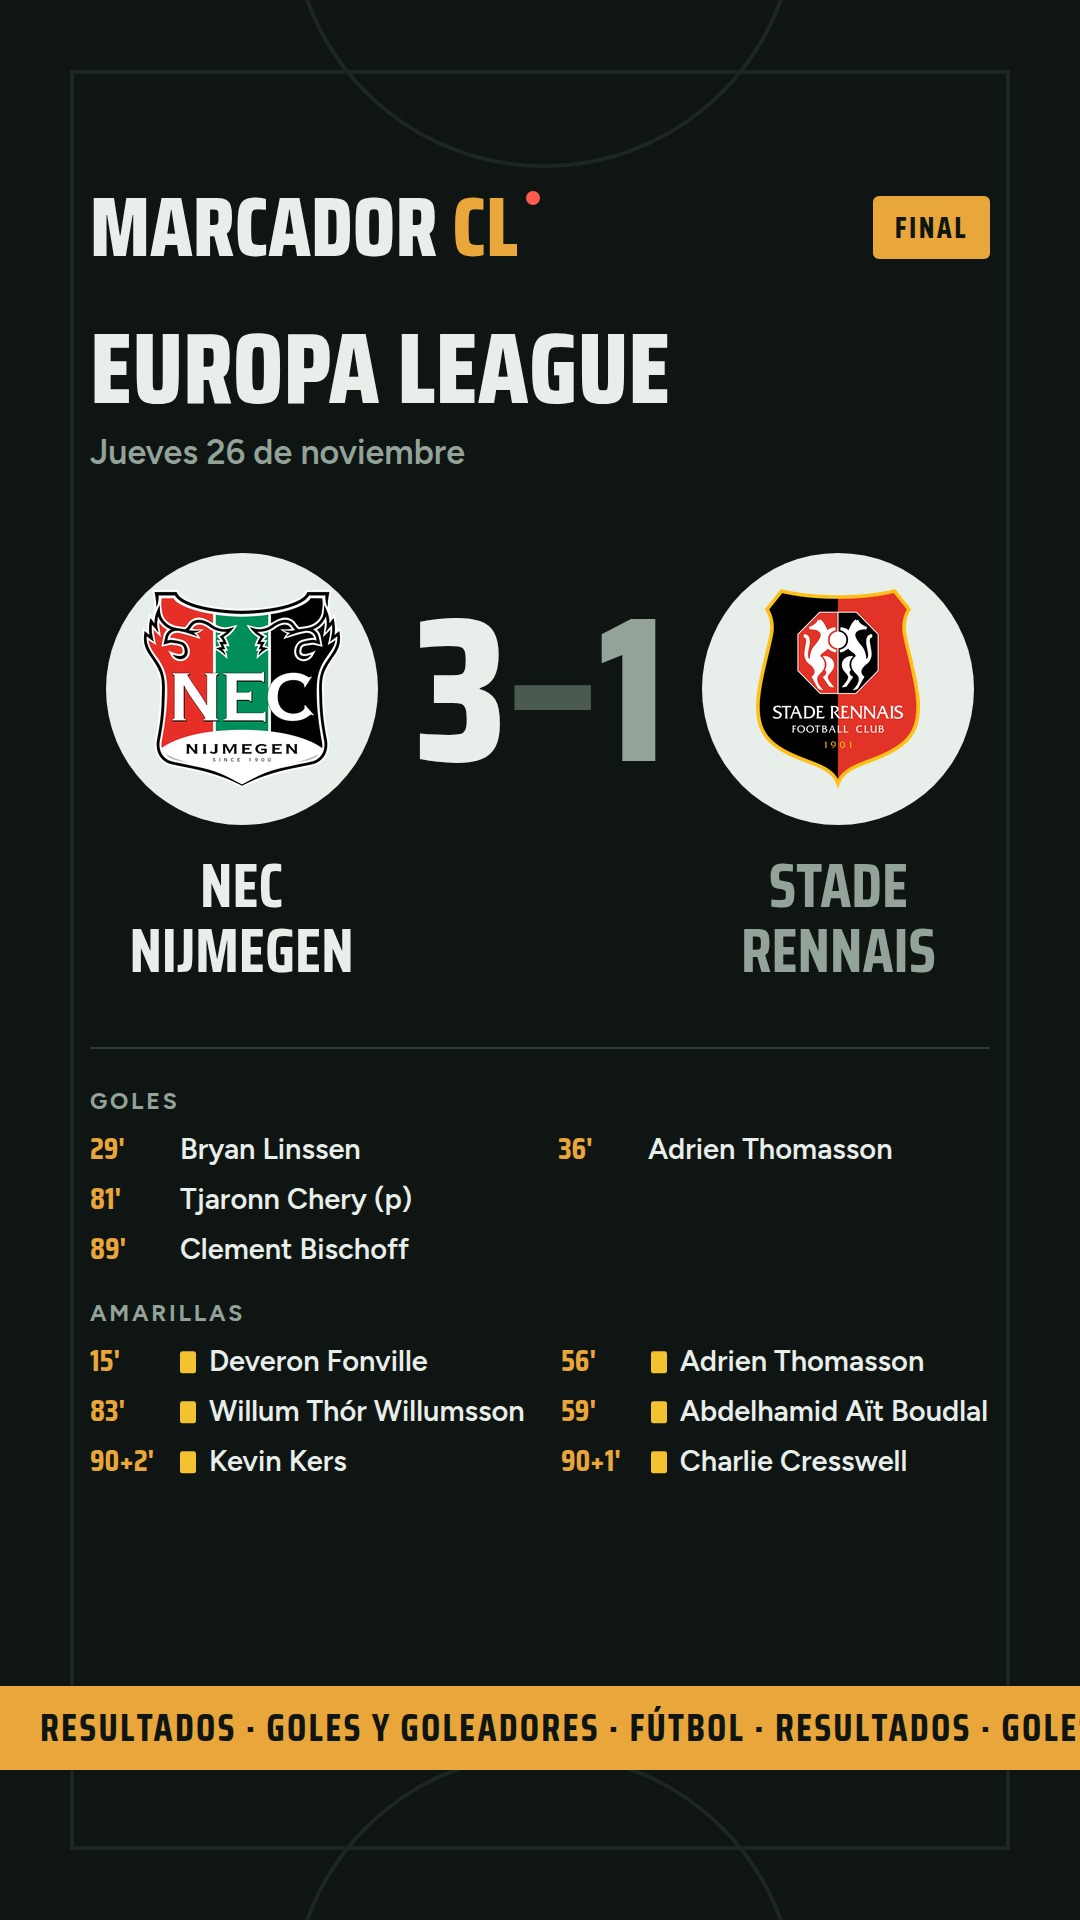 MARCADOR CL
FINAL
EUROPA LEAGUE
Jueves 26 de noviembre
NEC
NIJMEGEN
SINCE 1900
3–1
STADE RENNAIS
FOOTBALL CLUB
1901
NEC
NIJMEGEN
STADE
RENNAIS
GOLES
29' Bryan Linssen
36' Adrien Thomasson
81' Tjaronn Chery (p)
89' Clement Bischoff
AMARILLAS
15' Deveron Fonville
56' Adrien Thomasson
83' Willum Thór Willumsson
59' Abdelhamid Aït Boudlal
90+2' Kevin Kers
90+1' Charlie Cresswell
RESULTADOS · GOLES Y GOLEADORES · FÚTBOL · RESULTADOS · GOLES